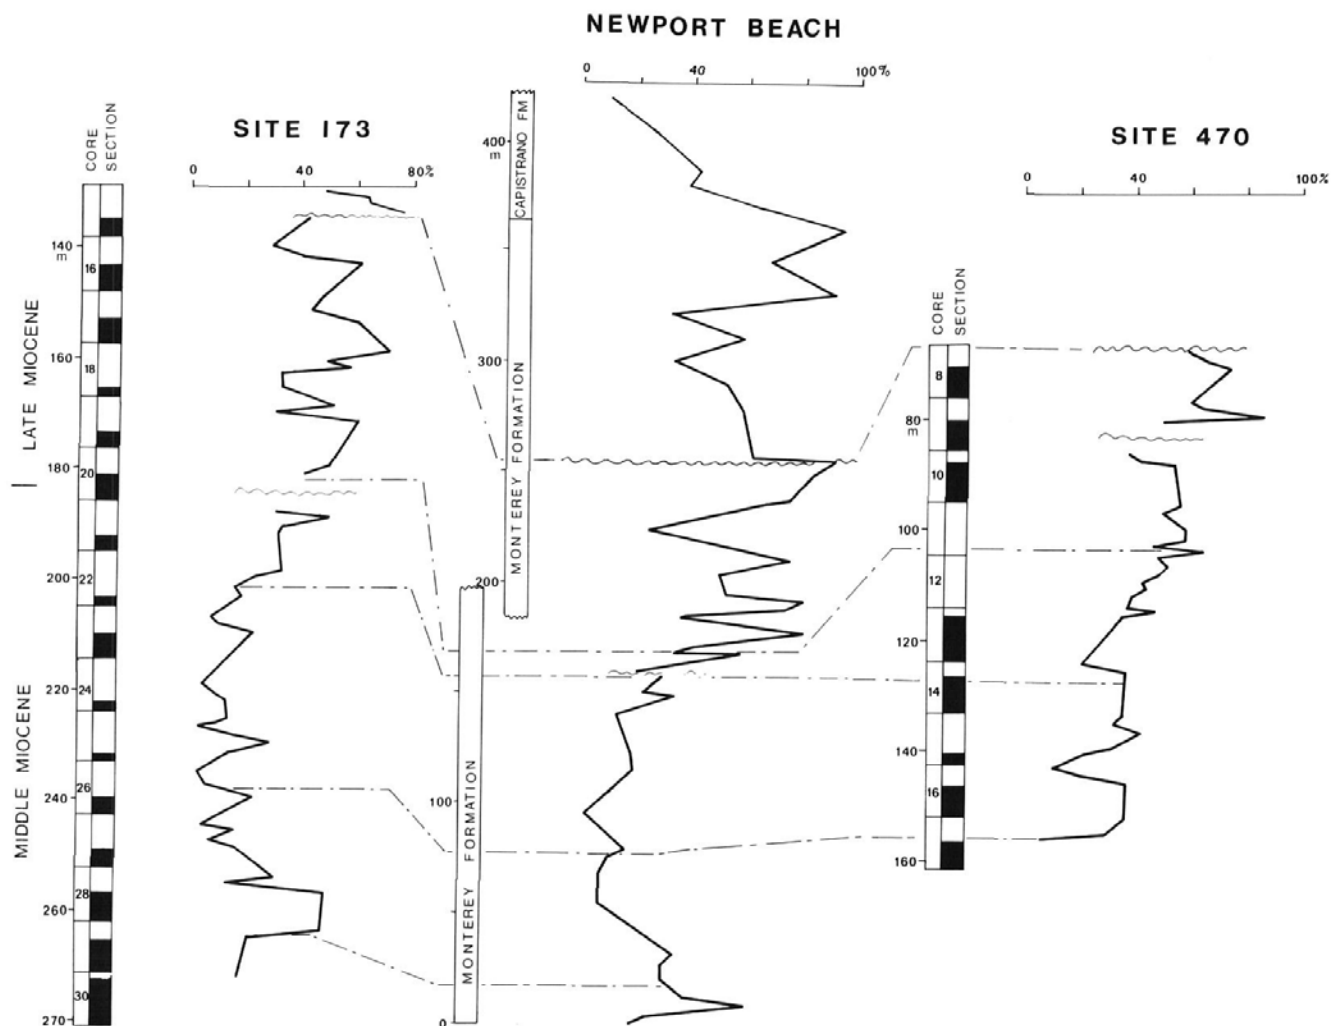 NEWPORT BEACH
0 40 100%
SITE 173
0 40 80%
SITE 470
0 40 100%
CORE
SECTION
LATE MIOCENE
MIDDLE MIOCENE
140
m
160
180
200
220
240
260
270
16
18
20
22
24
26
28
30
CAPISTRANO FM
MONTEREY FORMATION
400
m
300
200
MONTEREY FORMATION
100
0
CORE
SECTION
80
m
100
120
140
160
8
10
12
14
16